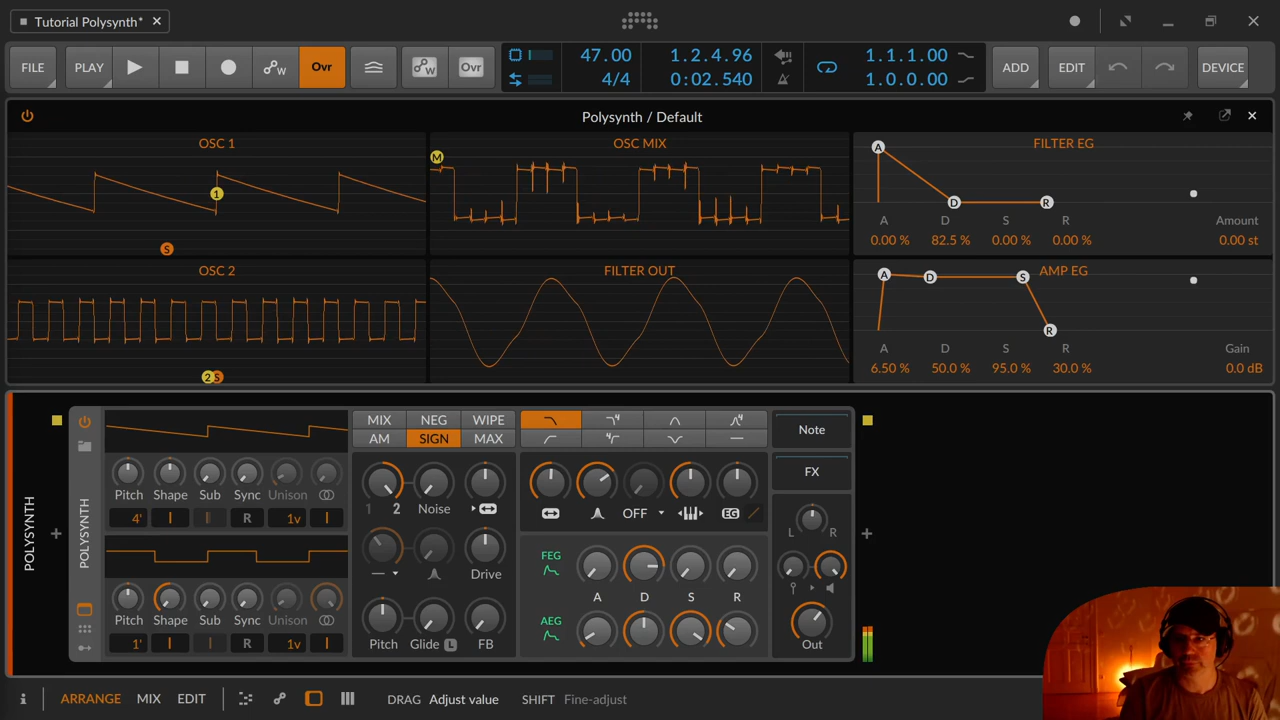 Tutorial Polysynth*
FILE PLAY Ovr Ovr 47.00 1.2.4.96 1.1.1.00 ADD EDIT DEVICE
4/4 0:02.540 1.0.0.00
Polysynth / Default
OSC 1 OSC MIX FILTER EG
M A
1
D R
A D S R Amount
S
0.00 % 82.5 % 0.00 % 0.00 % 0.00 st
OSC 2 FILTER OUT AMP EG
A D S
R
A D S R Gain
2 S
6.50 % 50.0 % 95.0 % 30.0 % 0.0 dB
POLYSYNTH
POLYSYNTH
MIX NEG WIPE
AM SIGN MAX
4 4
4
Note
FX
Pitch Shape Sub Sync Unison
4' R 1v
1 2 Noise
OFF EG
L R
Drive
FEG
A D S R
Pitch Shape Sub Sync Unison
1' R 1v
Pitch Glide L FB
AEG
Out
ARRANGE MIX EDIT DRAG Adjust value SHIFT Fine-adjust